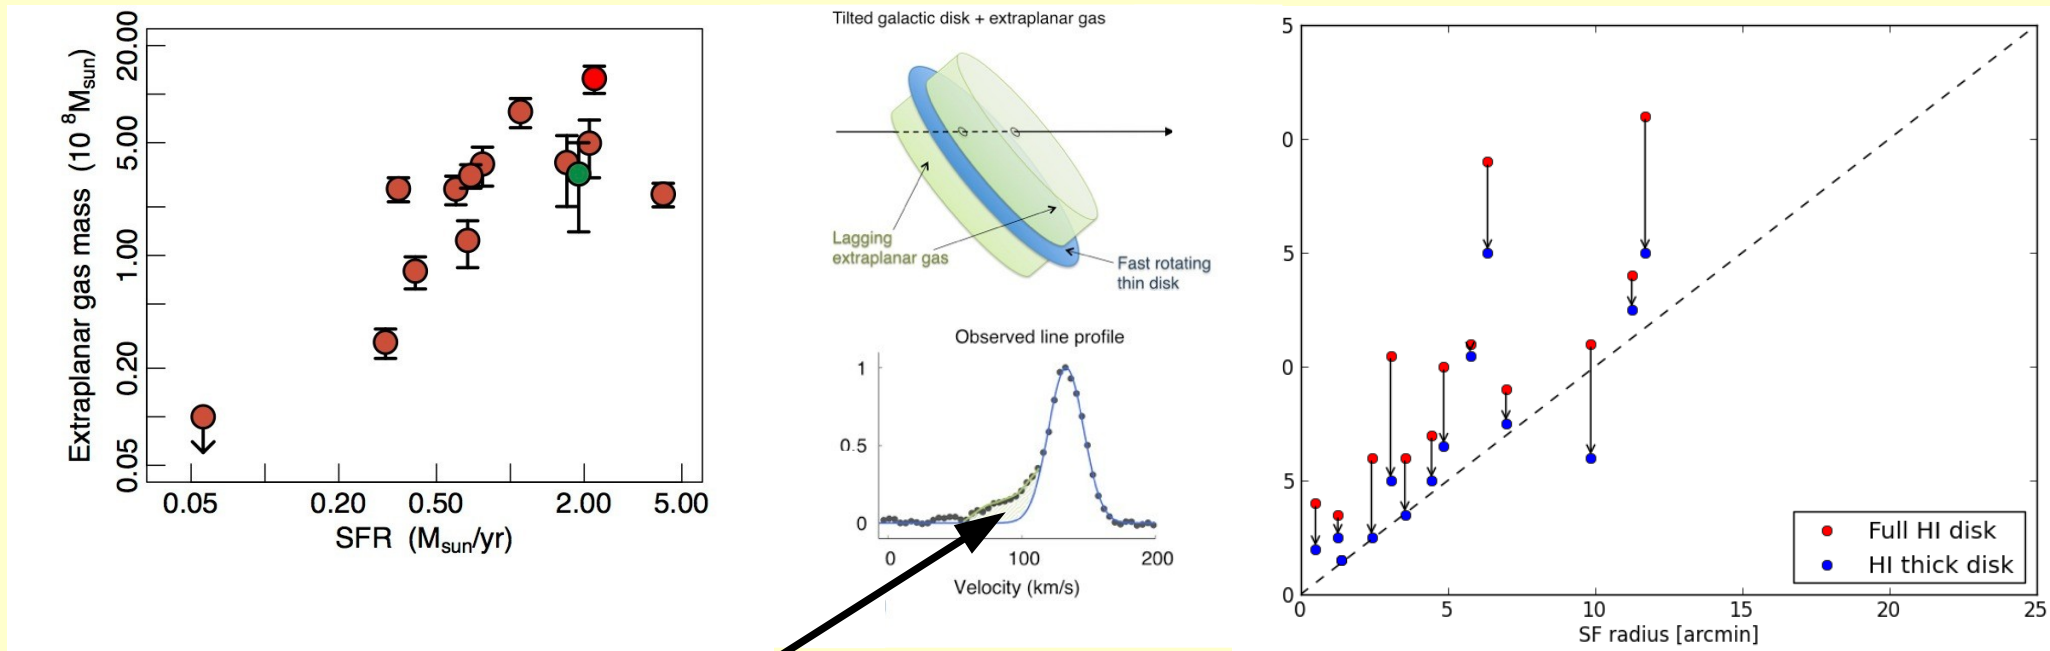 Extraplanar gas mass (10 8Msun)
20.00
5.00
1.00
0.20
0.05
0.05
0.20
0.50
2.00
5.00
SFR (Msun/yr)
Tilted galactic disk + extraplanar gas
Lagging
extraplanar gas
Fast rotating
thin disk
Observed line profile
1
0.5
0
0
100
200
Velocity (km/s)
5
0
5
0
5
0
0
5
10
15
20
25
SF radius [arcmin]
Full HI disk
HI thick disk